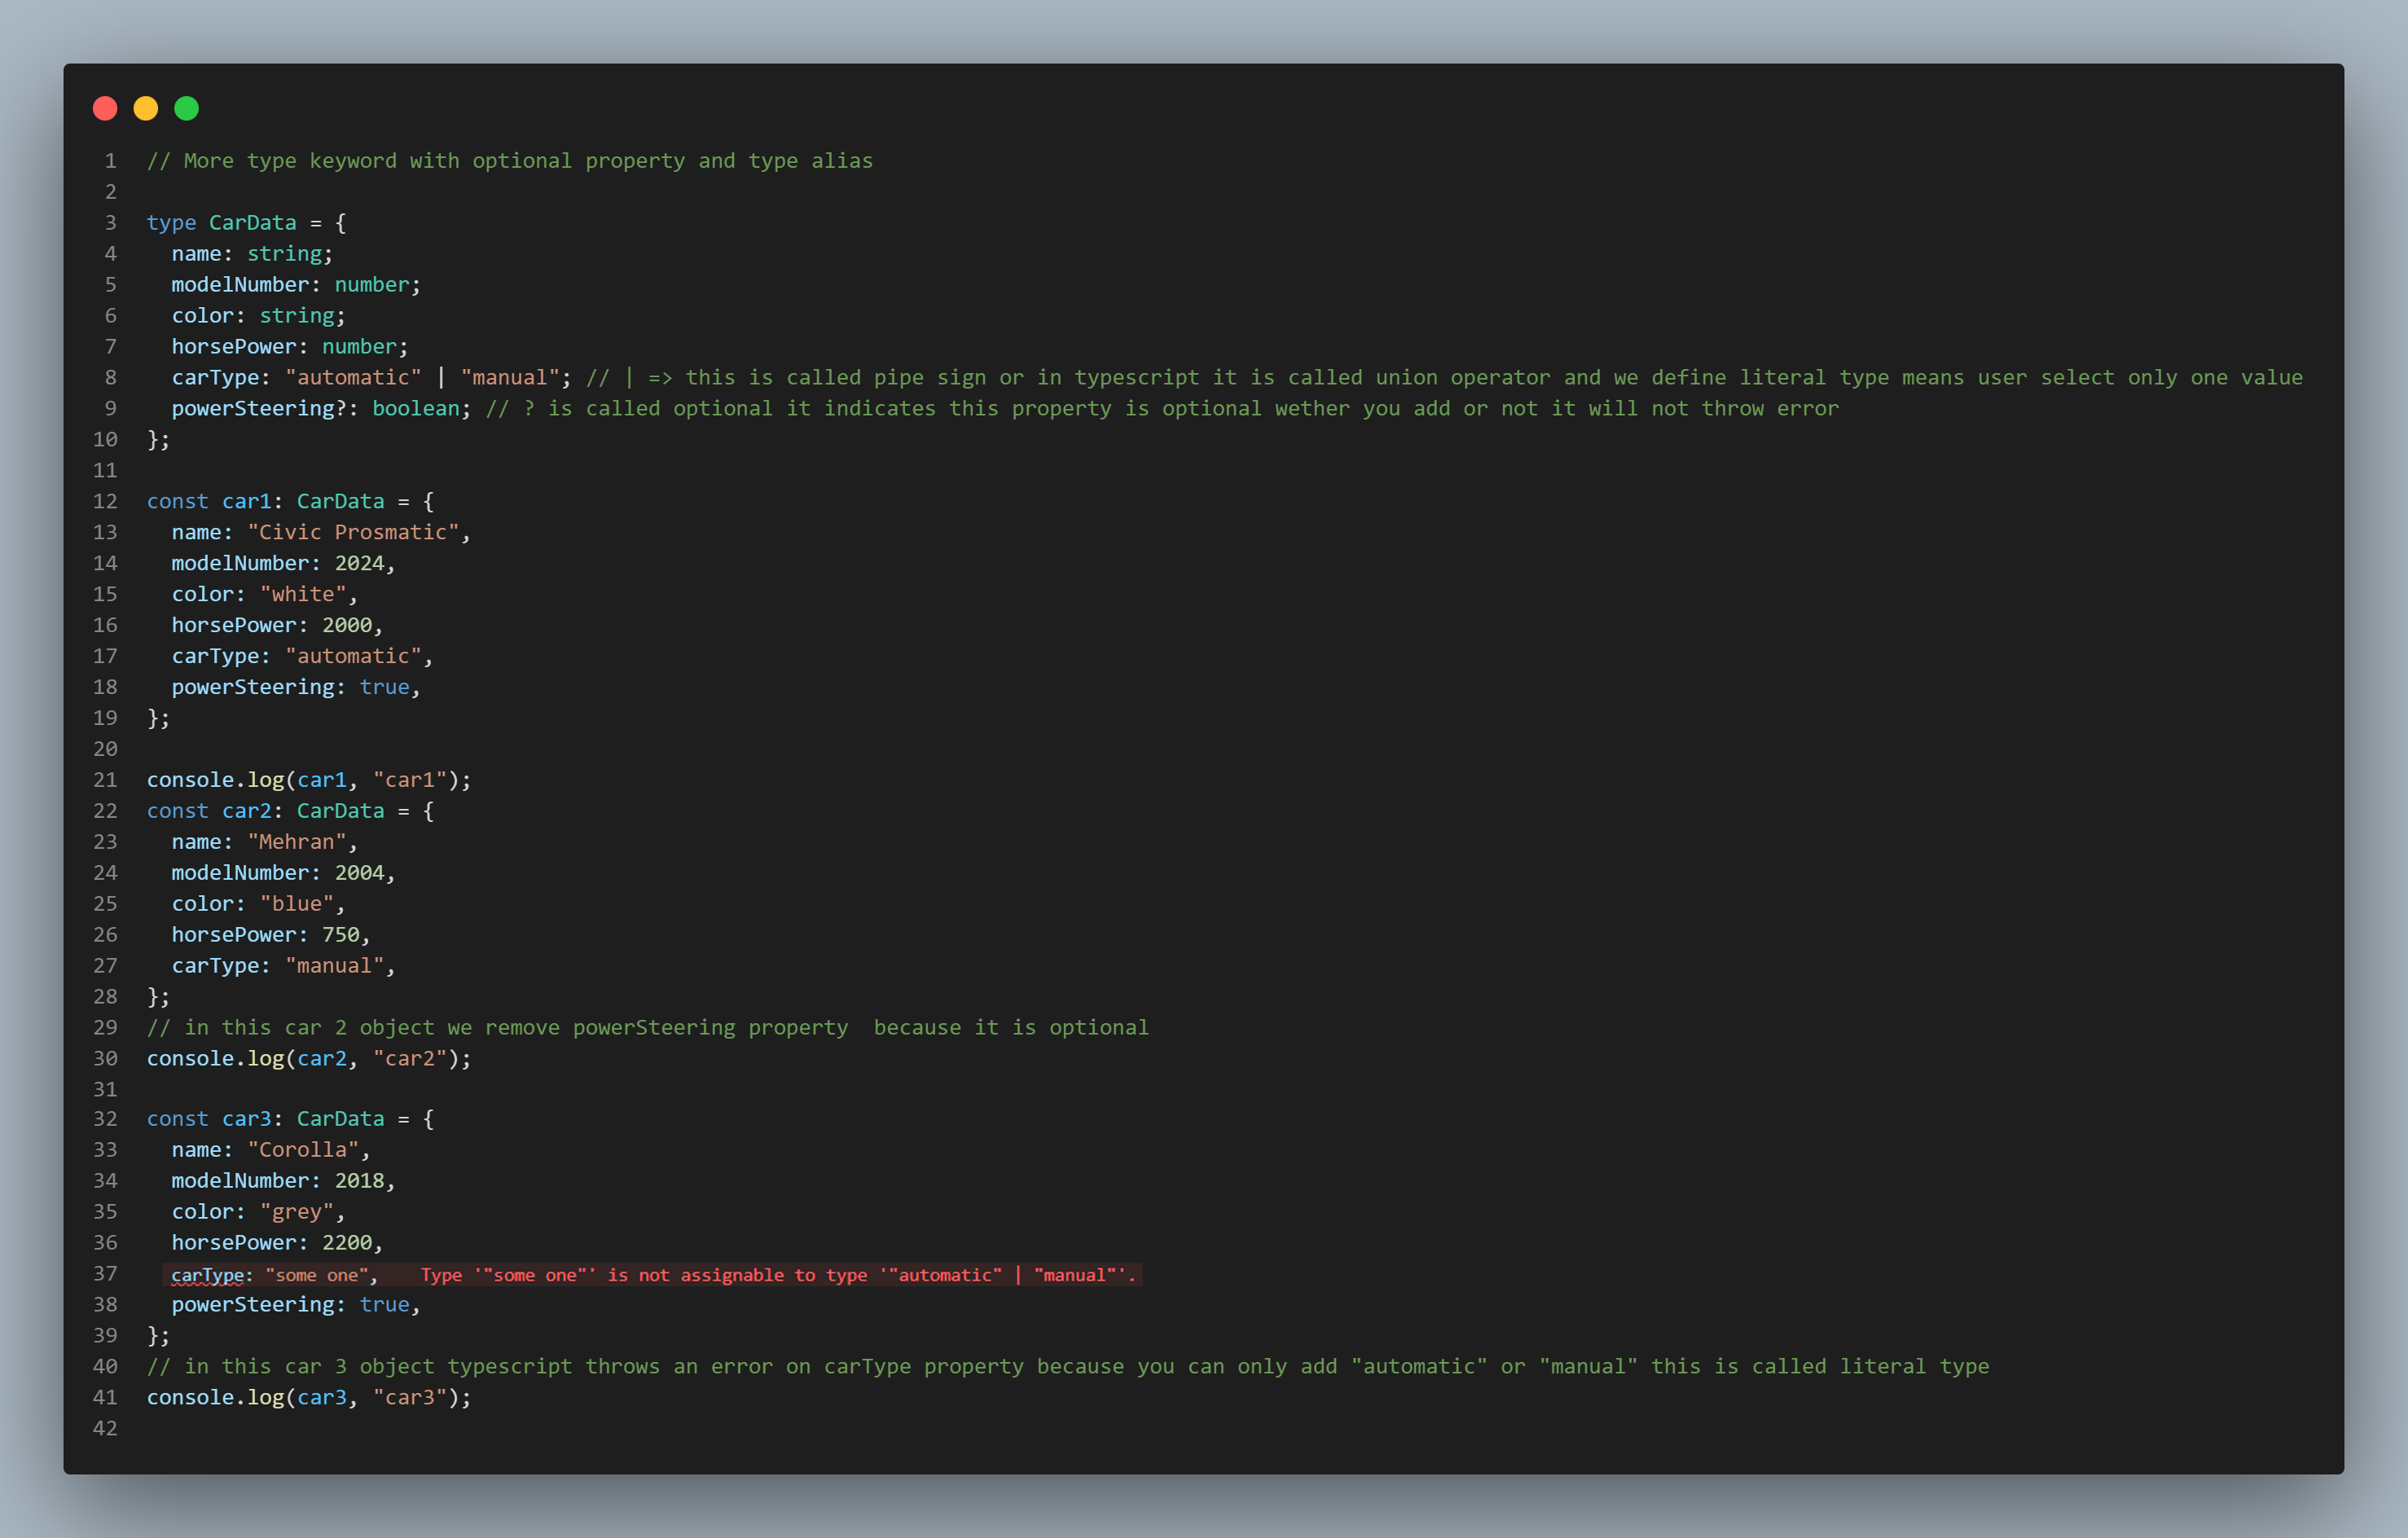 1 // More type keyword with optional property and type alias
2
3 type CarData = {
4   name: string;
5   modelNumber: number;
6   color: string;
7   horsePower: number;
8   carType: "automatic" | "manual"; // | => this is called pipe sign or in typescript it is called union operator and we define literal type means user select only one value
9   powerSteering?: boolean; // ? is called optional it indicates this property is optional wether you add or not it will not throw error
10 };
11
12 const car1: CarData = {
13   name: "Civic Prosmatic",
14   modelNumber: 2024,
15   color: "white",
16   horsePower: 2000,
17   carType: "automatic",
18   powerSteering: true,
19 };
20
21 console.log(car1, "car1");
22 const car2: CarData = {
23   name: "Mehran",
24   modelNumber: 2004,
25   color: "blue",
26   horsePower: 750,
27   carType: "manual",
28 };
29 // in this car 2 object we remove powerSteering property  because it is optional
30 console.log(car2, "car2");
31
32 const car3: CarData = {
33   name: "Corolla",
34   modelNumber: 2018,
35   color: "grey",
36   horsePower: 2200,
37   carType: "some one",    Type '"some one"' is not assignable to type '"automatic" | "manual"'.
38   powerSteering: true,
39 };
40 // in this car 3 object typescript throws an error on carType property because you can only add "automatic" or "manual" this is called literal type
41 console.log(car3, "car3");
42